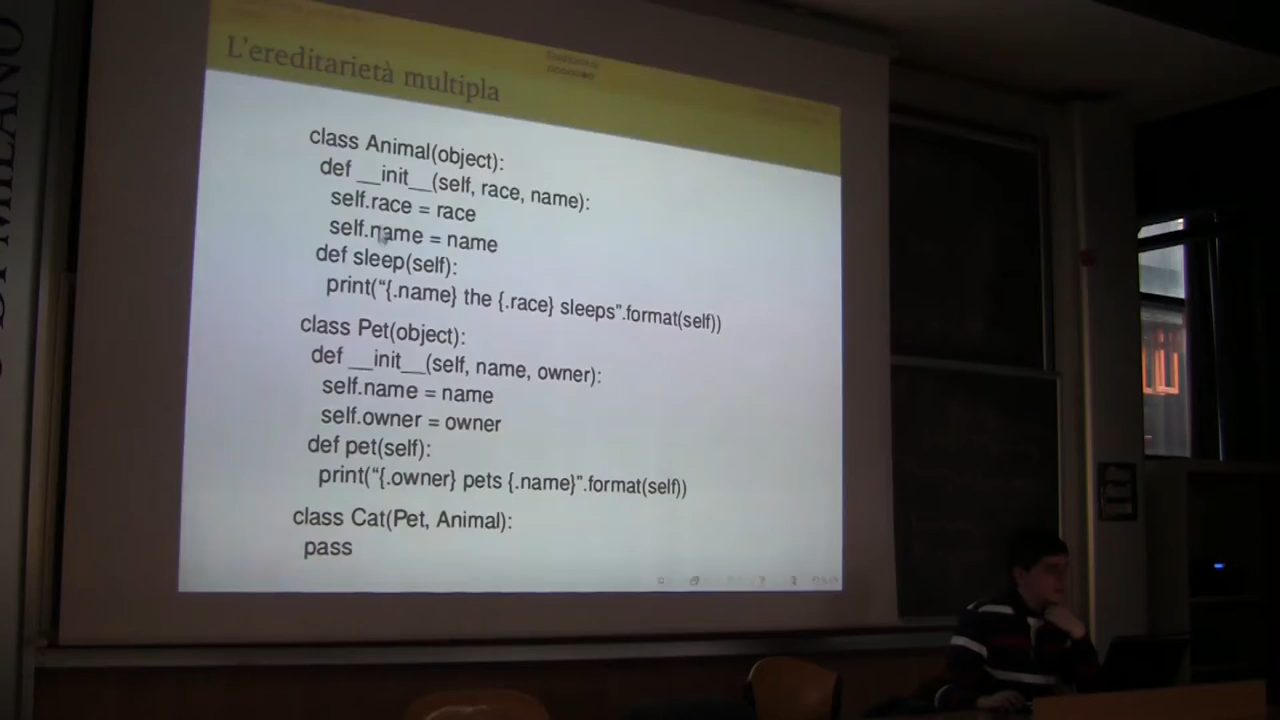 DI MILANO
L'ereditarietà multipla
class Animal(object):
def __init__(self, race, name):
self.race = race
self.name = name
def sleep(self):
print("{.name} the {.race} sleeps".format(self))
class Pet(object):
def __init__(self, name, owner):
self.name = name
self.owner = owner
def pet(self):
print("{.owner} pets {.name}".format(self))
class Cat(Pet, Animal):
pass